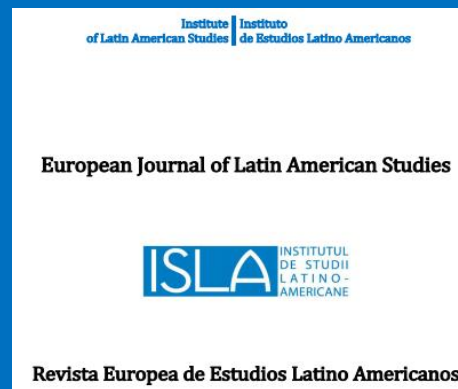 Institute Instituto
of Latin American Studies de Estudios Latino Americanos
European Journal of Latin American Studies
ISLA
INSTITUTUL
DE STUDII
LATINO-
AMERICANE
Revista Europea de Estudios Latino Americanos